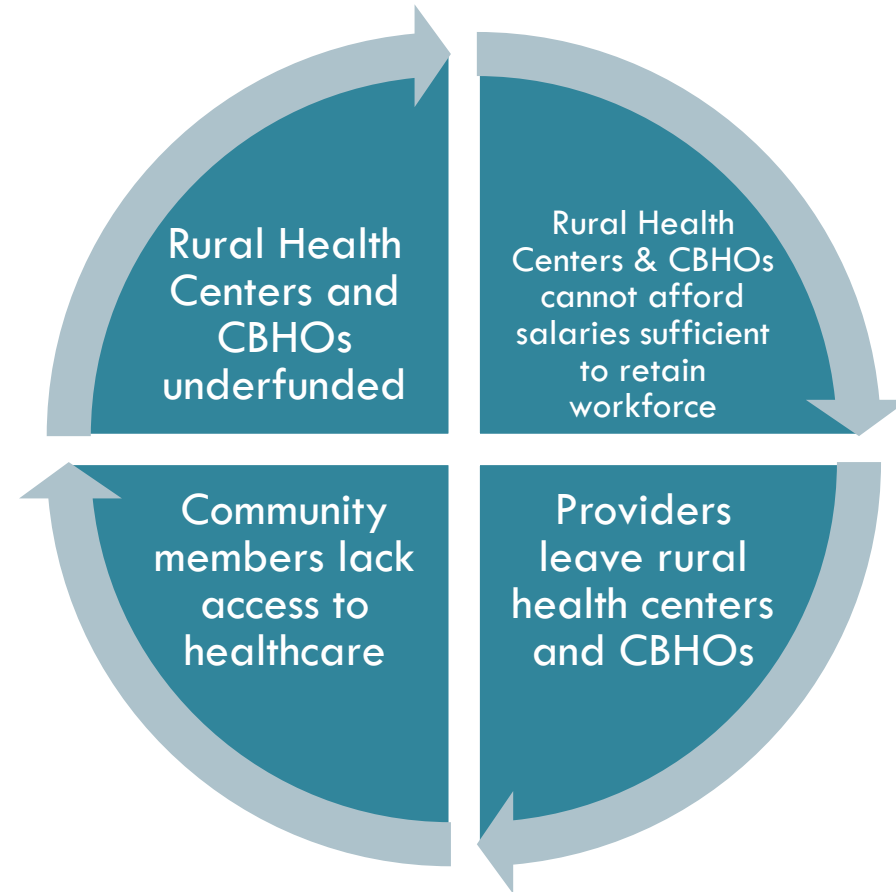 Rural Health
Centers and
CBHOs
underfunded
Rural Health
Centers & CBHOs
cannot afford
salaries sufficient
to retain
workforce
Providers
leave rural
health centers
and CBHOs
Community
members lack
access to
healthcare